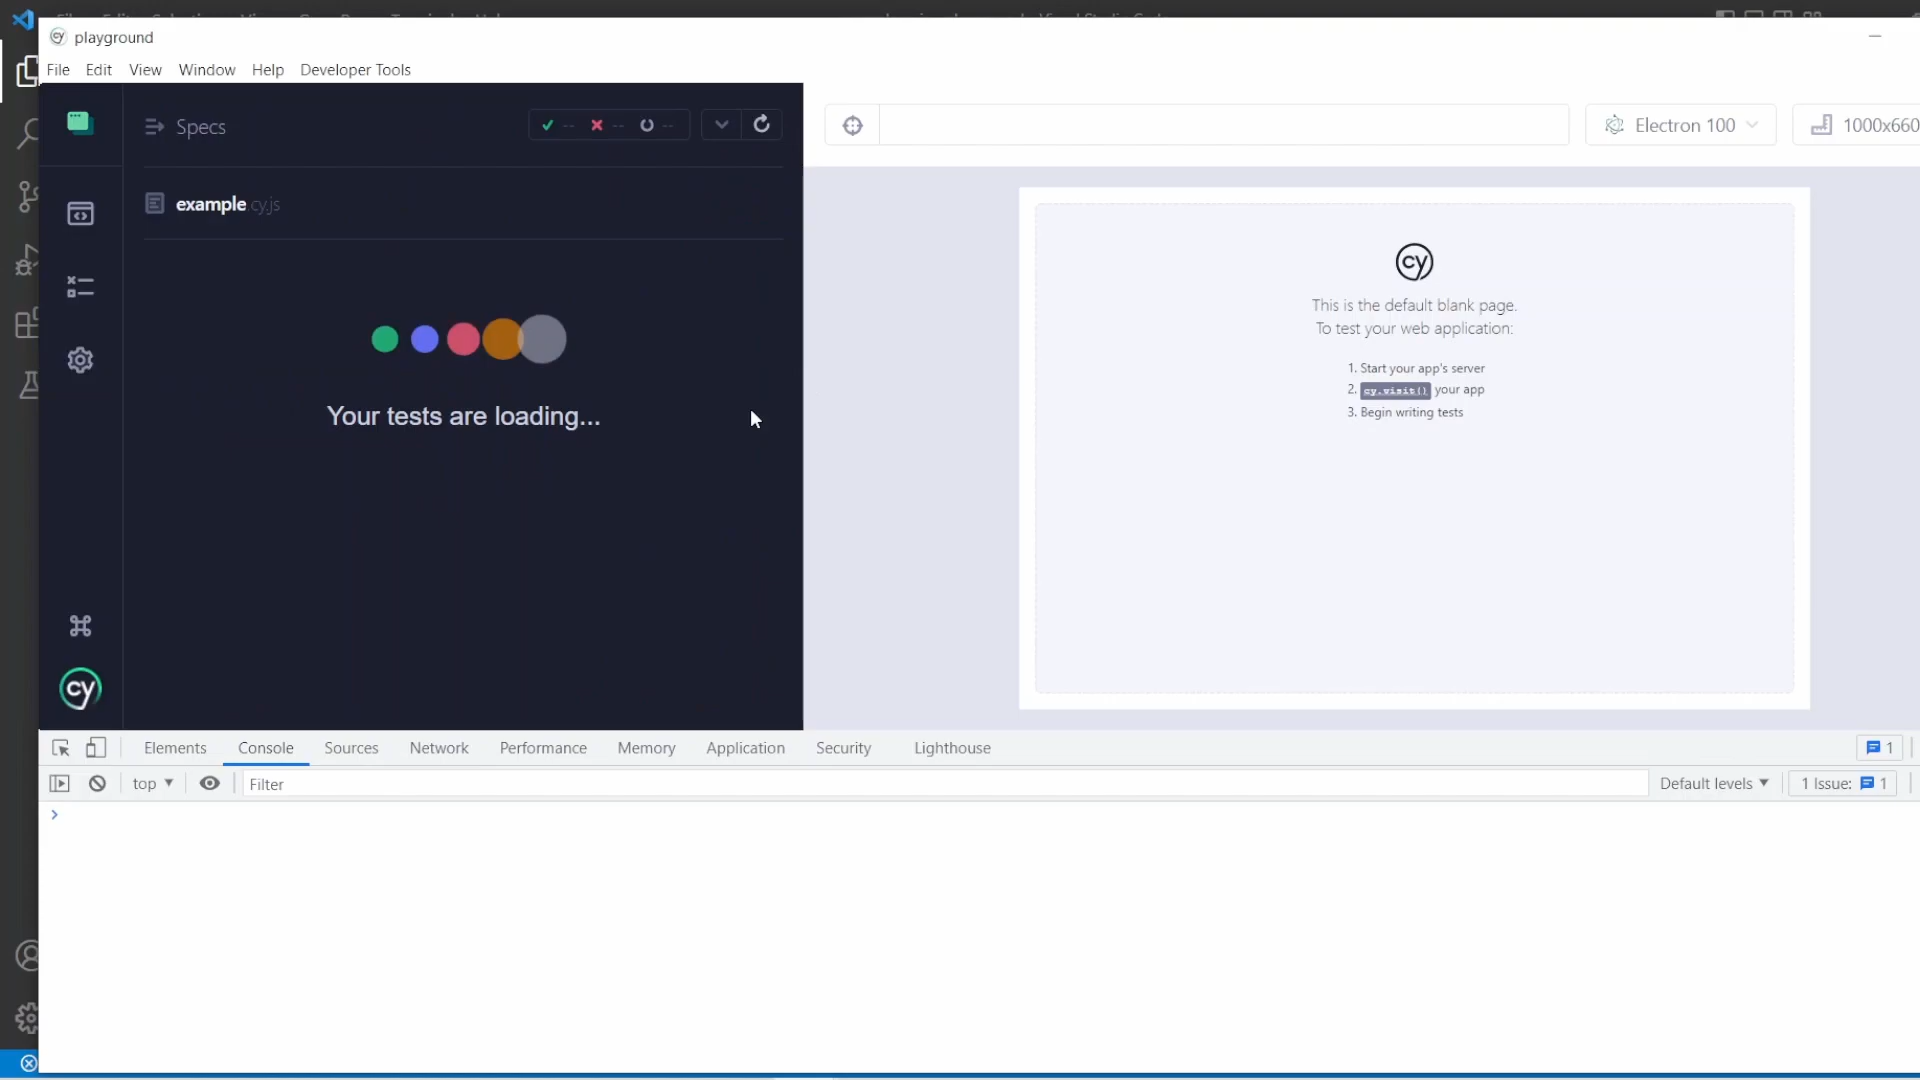 playground
File Edit View Window Help Developer Tools
Specs
-- -- --
Electron 100
1000x660
example.cy.js
cy
This is the default blank page.
To test your web application:
1. Start your app's server
2. cy.visit() your app
3. Begin writing tests
Your tests are loading...
cy
Elements Console Sources Network Performance Memory Application Security Lighthouse
1
top
Filter
Default levels
1 Issue: 1